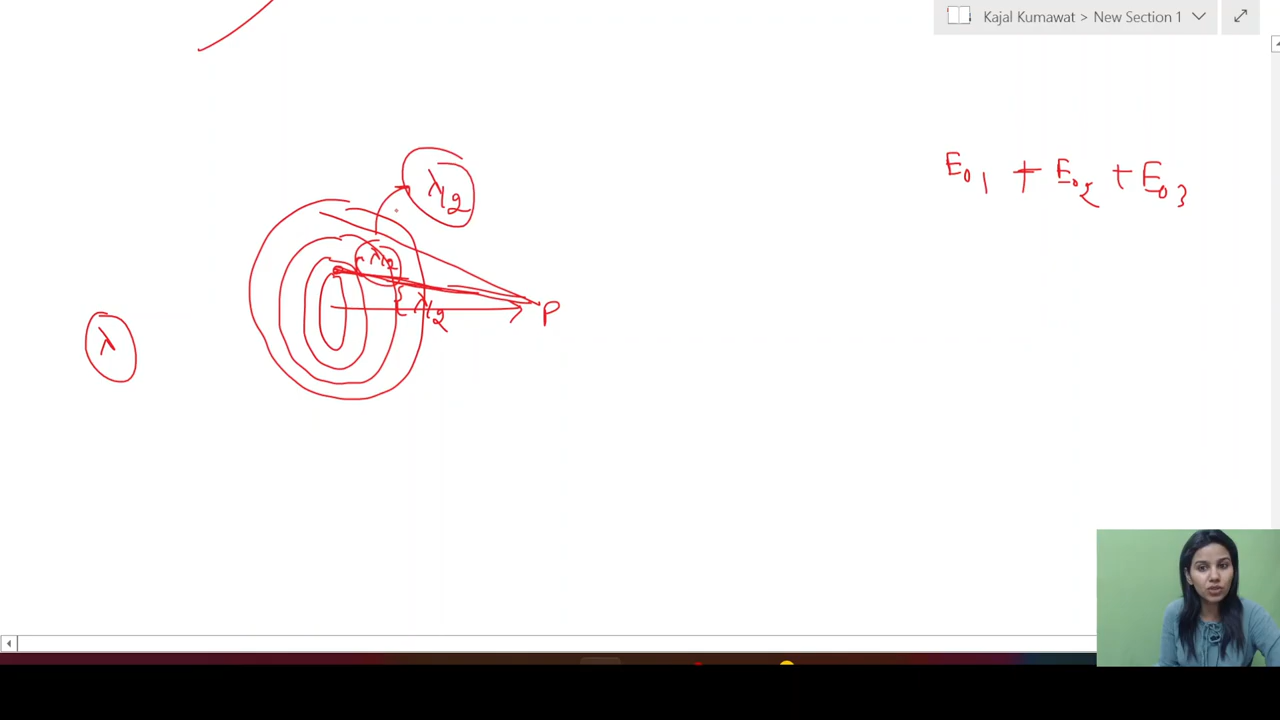 Kajal Kumawat > New Section 1
E₀₁ + E₀₂ + E₀₃
λ/2
λ/2
λ/2
P
λ